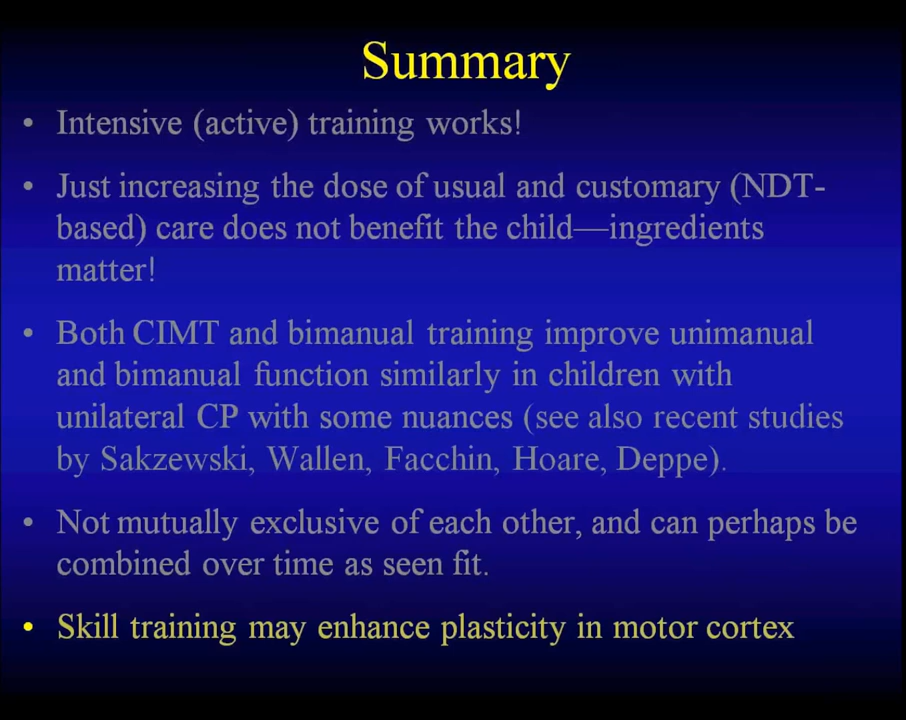 Summary
• Intensive (active) training works!
• Just increasing the dose of usual and customary (NDT-
based) care does not benefit the child—ingredients
matter!
• Both CIMT and bimanual training improve unimanual
and bimanual function similarly in children with
unilateral CP with some nuances (see also recent studies
by Sakzewski, Wallen, Facchin, Hoare, Deppe).
• Not mutually exclusive of each other, and can perhaps be
combined over time as seen fit.
• Skill training may enhance plasticity in motor cortex